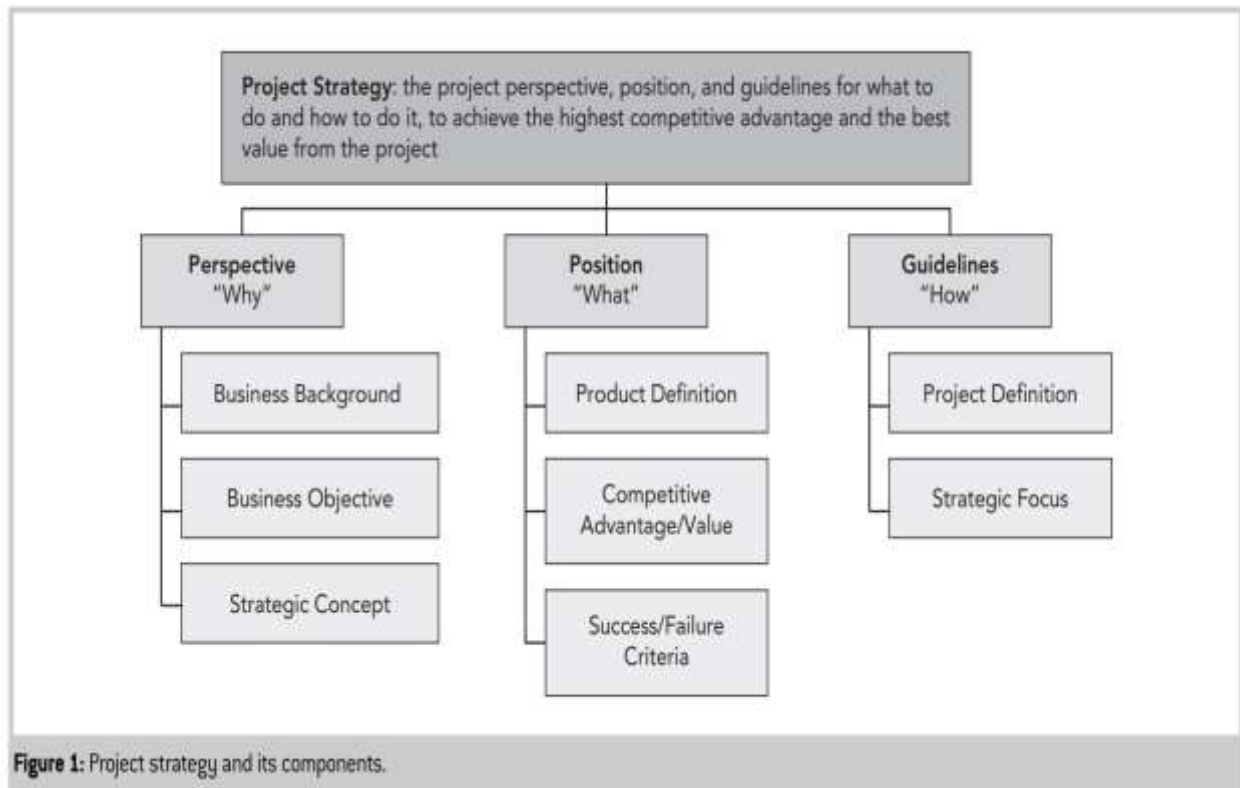 Project Strategy: the project perspective, position, and guidelines for what to
do and how to do it, to achieve the highest competitive advantage and the best
value from the project
Perspective
“Why”
Business Background
Business Objective
Strategic Concept
Position
“What”
Product Definition
Competitive
Advantage/Value
Success/Failure
Criteria
Guidelines
“How”
Project Definition
Strategic Focus
Figure 1: Project strategy and its components.